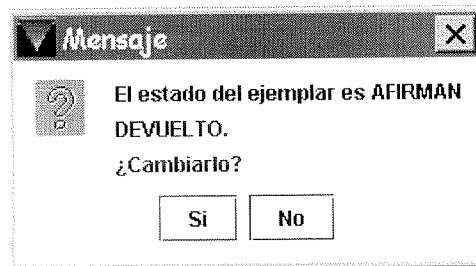 Mensaje
El estado del ejemplar es AFIRMAN
DEVUELTO.
¿Cambiarlo?
Si
No